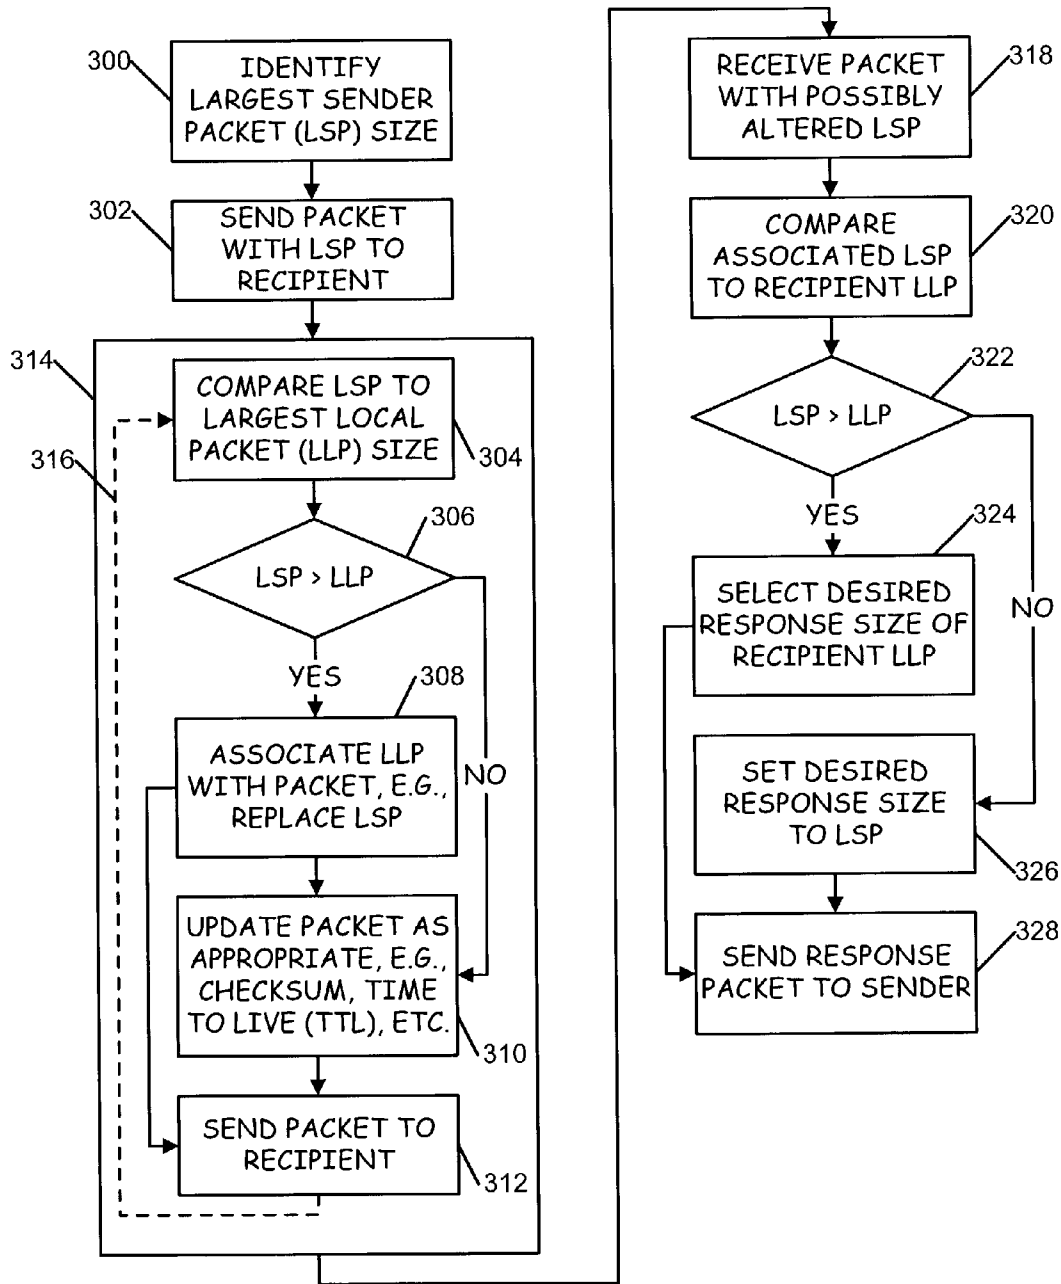 300
IDENTIFY
LARGEST SENDER
PACKET (LSP) SIZE
302
SEND PACKET
WITH LSP TO
RECIPIENT
314
COMPARE LSP TO
LARGEST LOCAL
PACKET (LLP) SIZE
304
316
306
LSP > LLP
YES
NO
308
ASSOCIATE LLP
WITH PACKET, E.G.,
REPLACE LSP
UPDATE PACKET AS
APPROPRIATE, E.G.,
CHECKSUM, TIME
TO LIVE (TTL), ETC.
310
SEND PACKET TO
RECIPIENT
312
RECEIVE PACKET
WITH POSSIBLY
ALTERED LSP
318
COMPARE
ASSOCIATED LSP
TO RECIPIENT LLP
320
322
LSP > LLP
YES
NO
324
SELECT DESIRED
RESPONSE SIZE OF
RECIPIENT LLP
SET DESIRED
RESPONSE SIZE
TO LSP
326
SEND RESPONSE
PACKET TO SENDER
328